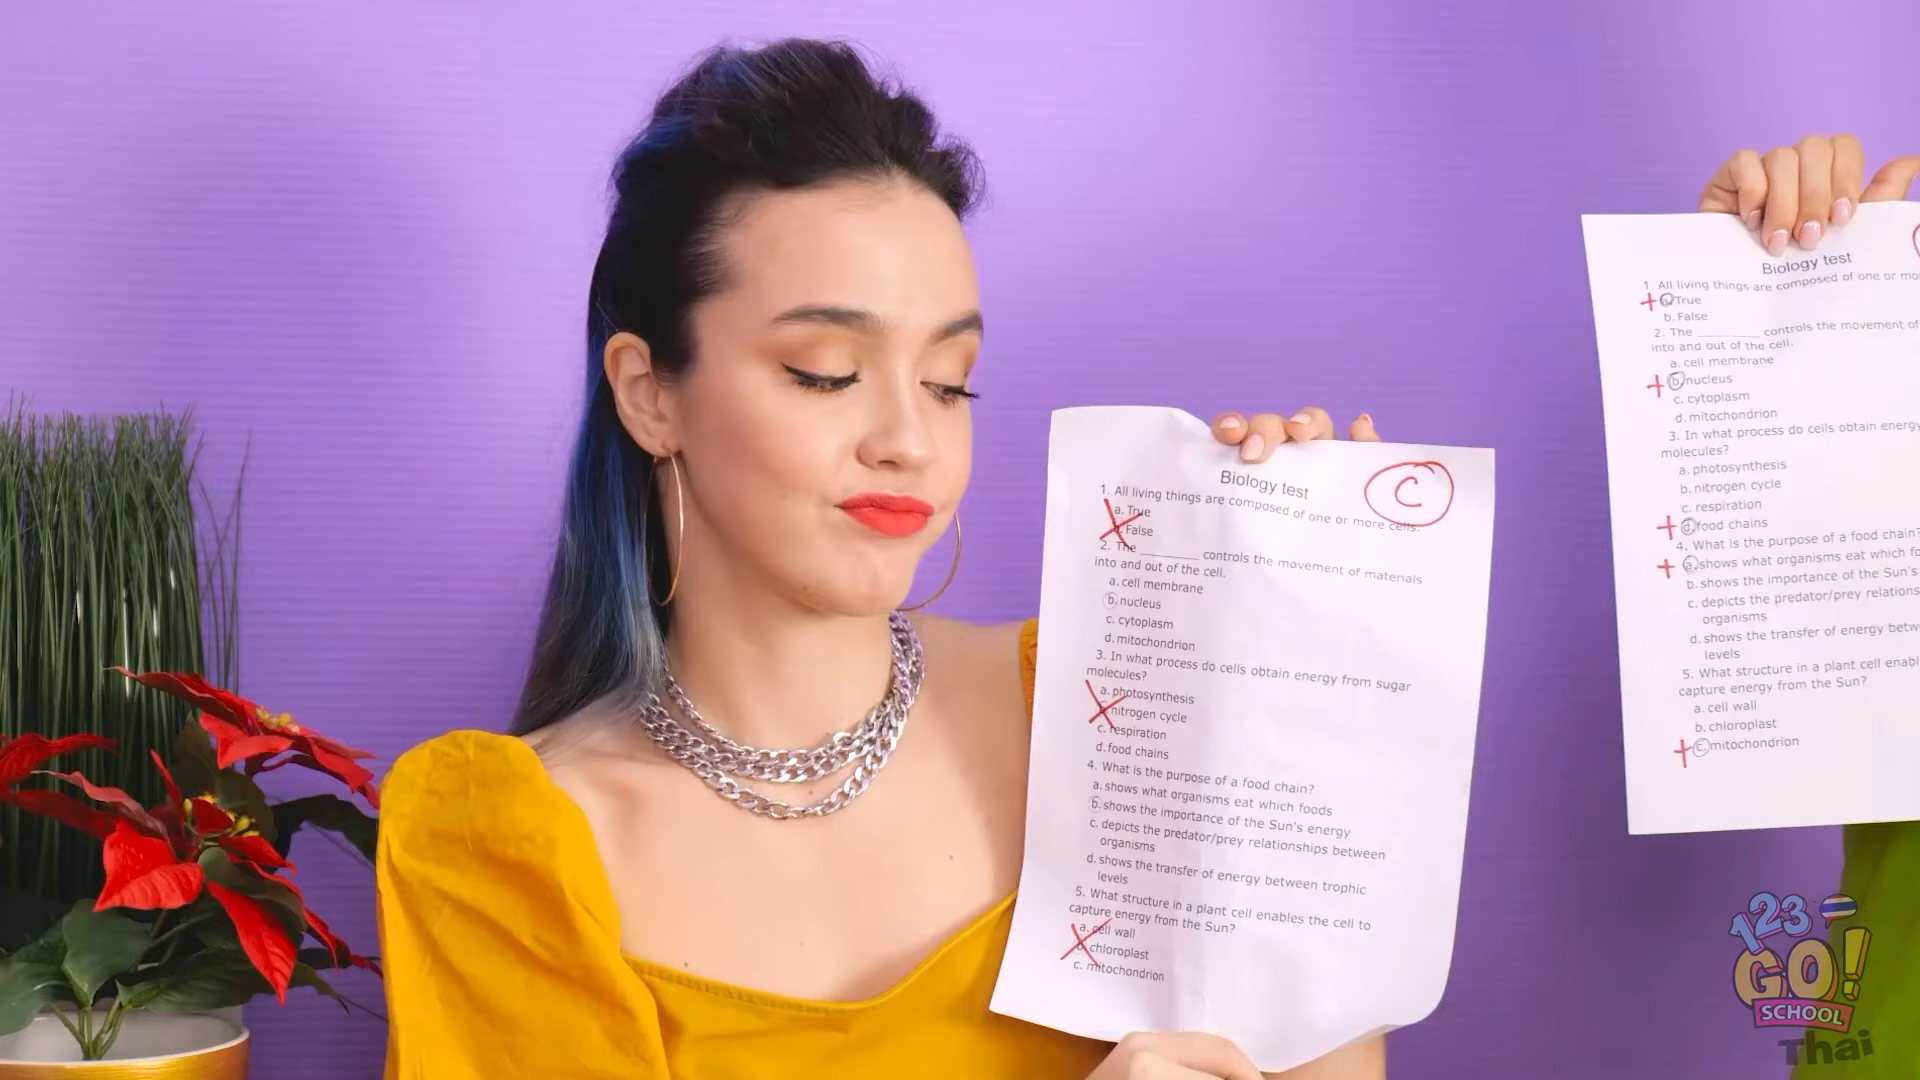 Biology test
C
1. All living things are composed of one or more cells.
a. True
b. False
2. The ________ controls the movement of materials
into and out of the cell.
a. cell membrane
b. nucleus
c. cytoplasm
d. mitochondrion
3. In what process do cells obtain energy from sugar
molecules?
a. photosynthesis
b. nitrogen cycle
c. respiration
d. food chains
4. What is the purpose of a food chain?
a. shows what organisms eat which foods
b. shows the importance of the Sun's energy
c. depicts the predator/prey relationships between
organisms
d. shows the transfer of energy between trophic
levels
5. What structure in a plant cell enables the cell to
capture energy from the Sun?
a. cell wall
b. chloroplast
c. mitochondrion
Biology test
1. All living things are composed of one or
a. True
b. False
2. The ________ controls the movement of
into and out of the cell.
a. cell membrane
b. nucleus
c. cytoplasm
d. mitochondrion
3. In what process do cells obtain energy
molecules?
a. photosynthesis
b. nitrogen cycle
c. respiration
d. food chains
4. What is the purpose of a food chain?
a. shows what organisms eat which
b. shows the importance of the Sun's
c. depicts the predator/prey
organisms
d. shows the transfer of energy
levels
5. What structure in a plant cell
capture energy from the Sun?
a. cell wall
b. chloroplast
c. mitochondrion
123
GO!
SCHOOL
Thai